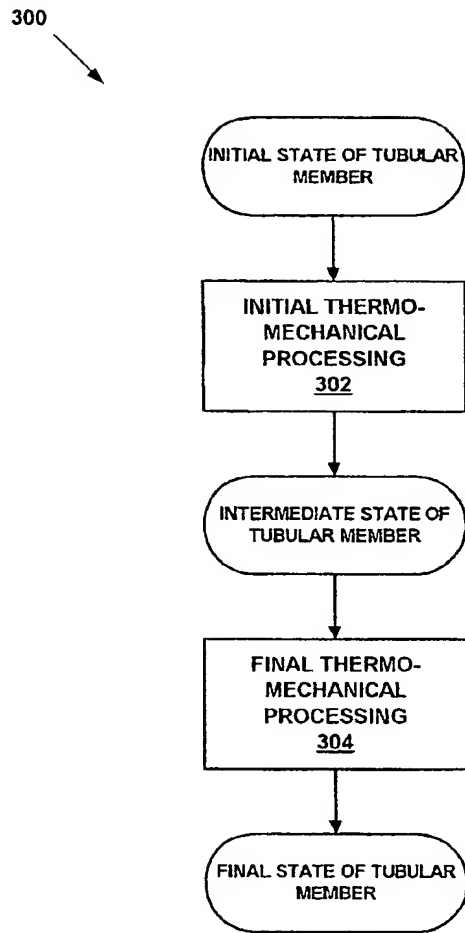 300
INITIAL STATE OF TUBULAR
MEMBER
INITIAL THERMO-
MECHANICAL
PROCESSING
302
INTERMEDIATE STATE OF
TUBULAR MEMBER
FINAL THERMO-
MECHANICAL
PROCESSING
304
FINAL STATE OF TUBULAR
MEMBER